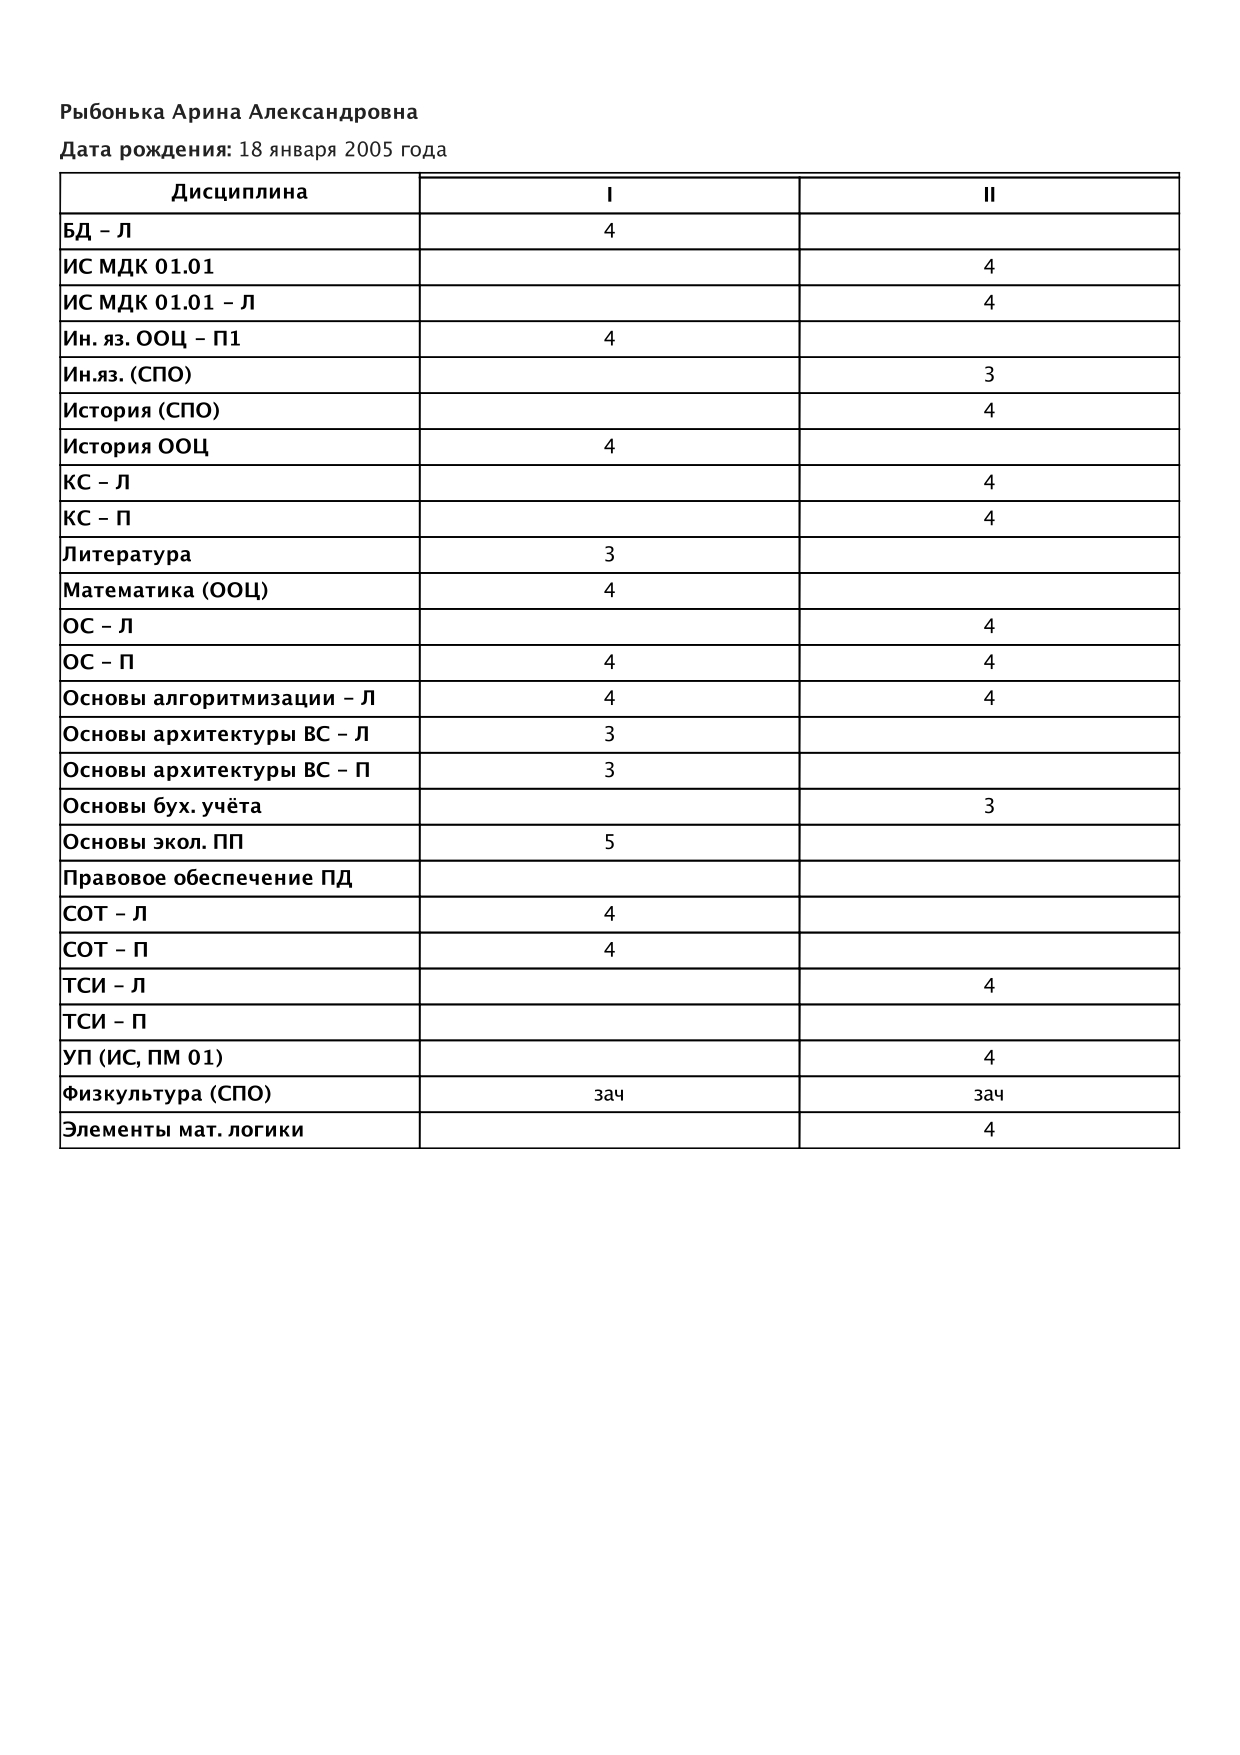 Рыбонька Арина Александровна
Дата рождения: 18 января 2005 года
Дисциплина I II
БД – Л 4
ИС МДК 01.01 4
ИС МДК 01.01 – Л 4
Ин. яз. ООЦ – П1 4
Ин.яз. (СПО) 3
История (СПО) 4
История ООЦ 4
КС – Л 4
КС – П 4
Литература 3
Математика (ООЦ) 4
ОС – Л 4
ОС – П 4 4
Основы алгоритмизации – Л 4 4
Основы архитектуры ВС – Л 3
Основы архитектуры ВС – П 3
Основы бух. учёта 3
Основы экол. ПП 5
Правовое обеспечение ПД
СОТ – Л 4
СОТ – П 4
ТСИ – Л 4
ТСИ – П
УП (ИС, ПМ 01) 4
Физкультура (СПО) зач зач
Элементы мат. логики 4